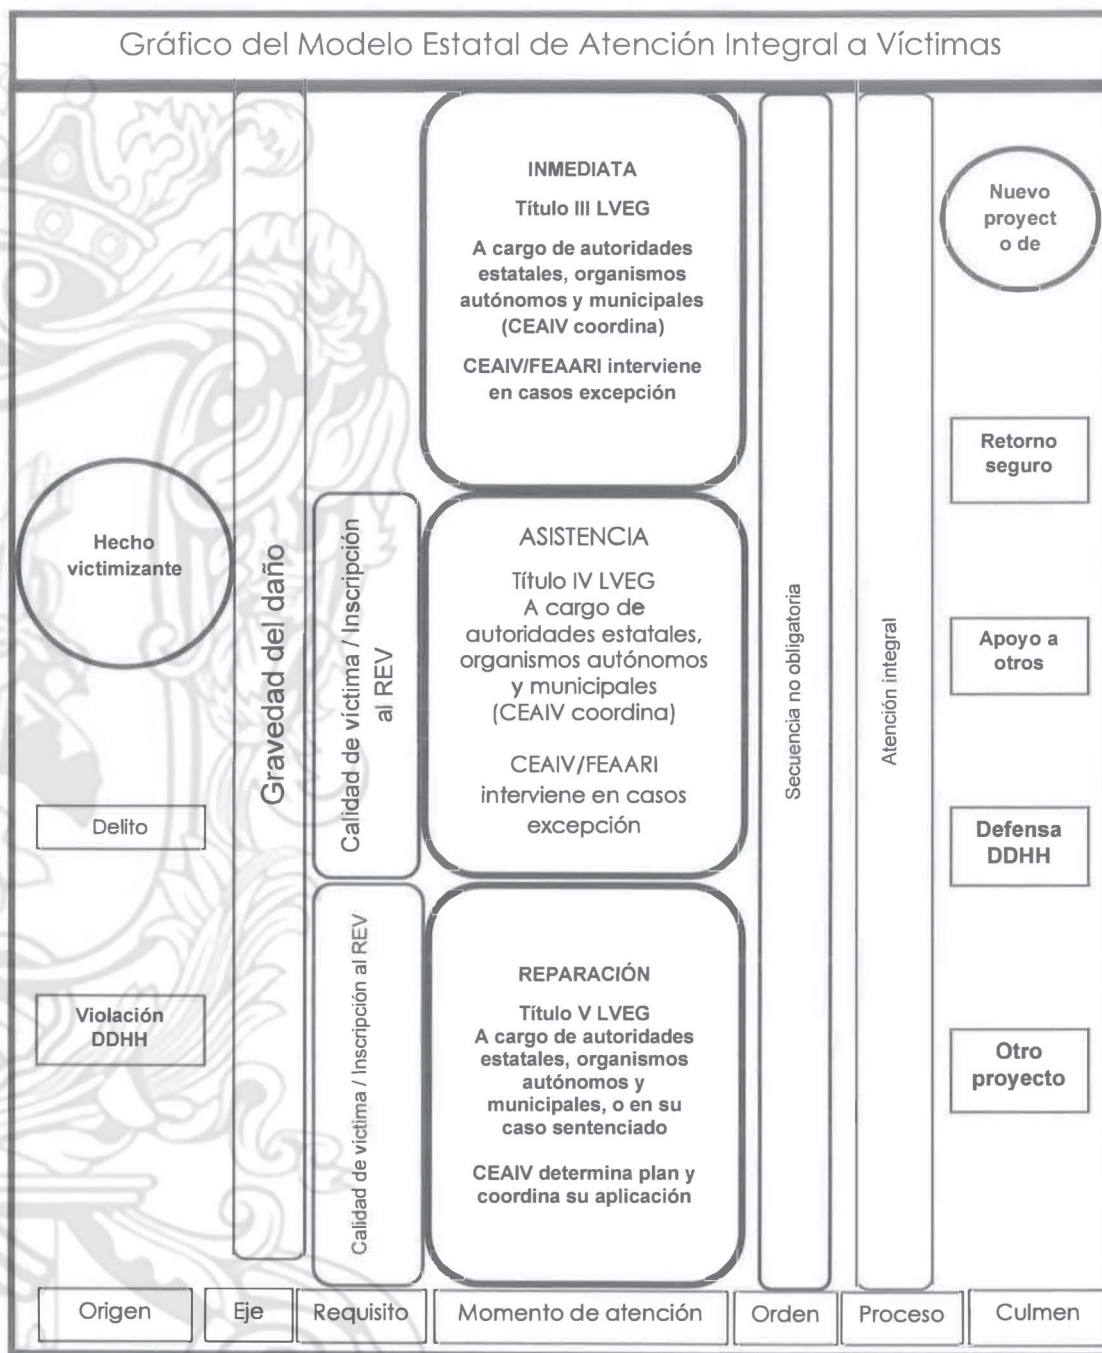 Gráfico del Modelo Estatal de Atención Integral a Víctimas
Hecho
victimizante
Delito
Violación
DDHH
Gravedad del daño
Calidad de víctima / Inscripción
al REV
Calidad de víctima / Inscripción al REV
INMEDIATA
Título III LVEG
A cargo de autoridades
estatales, organismos
autónomos y municipales
(CEAIV coordina)
CEAIV/FEAARI interviene
en casos excepción
ASISTENCIA
Título IV LVEG
A cargo de
autoridades estatales,
organismos autónomos
y municipales
(CEAIV coordina)
CEAIV/FEAARI
interviene en casos
excepción
REPARACIÓN
Título V LVEG
A cargo de autoridades
estatales, organismos
autónomos y
municipales, o en su
caso sentenciado
CEAIV determina plan y
coordina su aplicación
Secuencia no obligatoria
Atención integral
Nuevo
proyect
o de
Retorno
seguro
Apoyo a
otros
Defensa
DDHH
Otro
proyecto
Origen
Eje
Requisito
Momento de atención
Orden
Proceso
Culmen